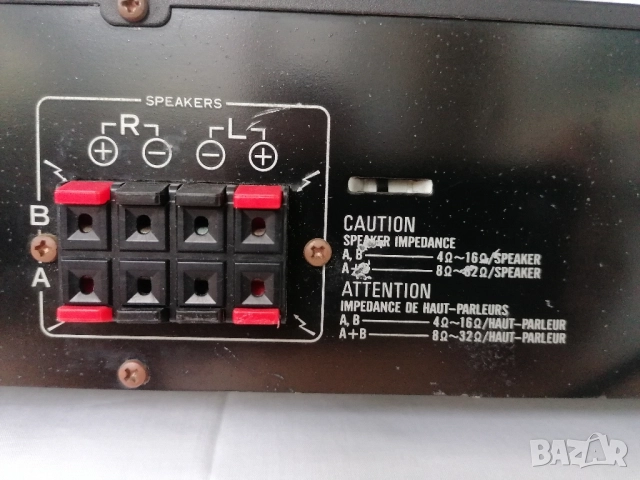 SPEAKERS
R L
+ - - +
B
A
CAUTION
SPEAKER IMPEDANCE
A, B 4Ω~16Ω/SPEAKER
8Ω~ /SPEAKER
ATTENTION
IMPEDANCE DE HAUT-PARLEURS
A, B 4Ω~16Ω/HAUT-PARLEUR
A+B 8Ω~32Ω/HAUT-PARLEUR
BAZAR